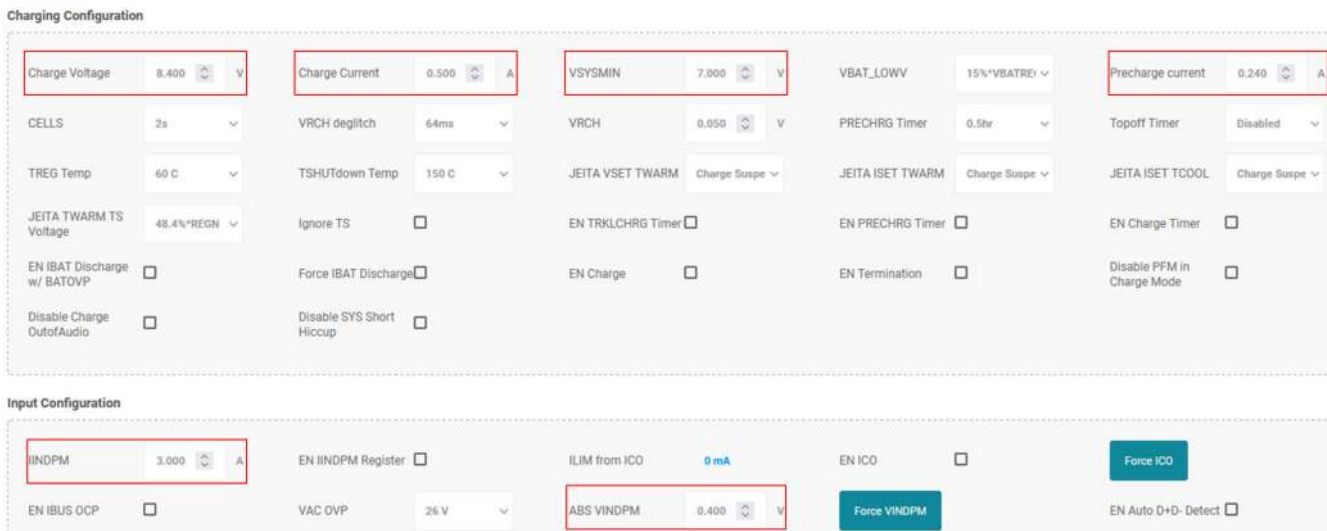 Charging Configuration
Charge Voltage 8.400 V Charge Current 0.500 A VSYSMIN 7.000 V VBAT_LOWV 15%*VBATRE Precharge current 0.240 A
CELLS 2s VRCH deglitch 64ms VRCH 0.050 V PRECHRG Timer 0.5hr Topoff Timer Disabled
TREG Temp 60 C TSHUTdown Temp 150 C JEITA VSET TWARM Charge Suspe JEITA ISET TWARM Charge Suspe JEITA ISET TCOOL Charge Suspe
JEITA TWARM TS
Voltage 48.4%*REGN Ignore TS EN TRKLCHRG Timer EN PRECHRG Timer EN Charge Timer
EN IBAT Discharge
w/ BATOVP Force IBAT Discharge EN Charge EN Termination Disable PFM in
Charge Mode
Disable Charge
OutofAudio Disable SYS Short
Hiccup
Input Configuration
IINDPM 3.000 A EN IINDPM Register ILIM from ICO 0 mA EN ICO Force ICO
EN IBUS OCP VAC OVP 26 V ABS VINDPM 0.400 V Force VINDPM EN Auto D+D- Detect